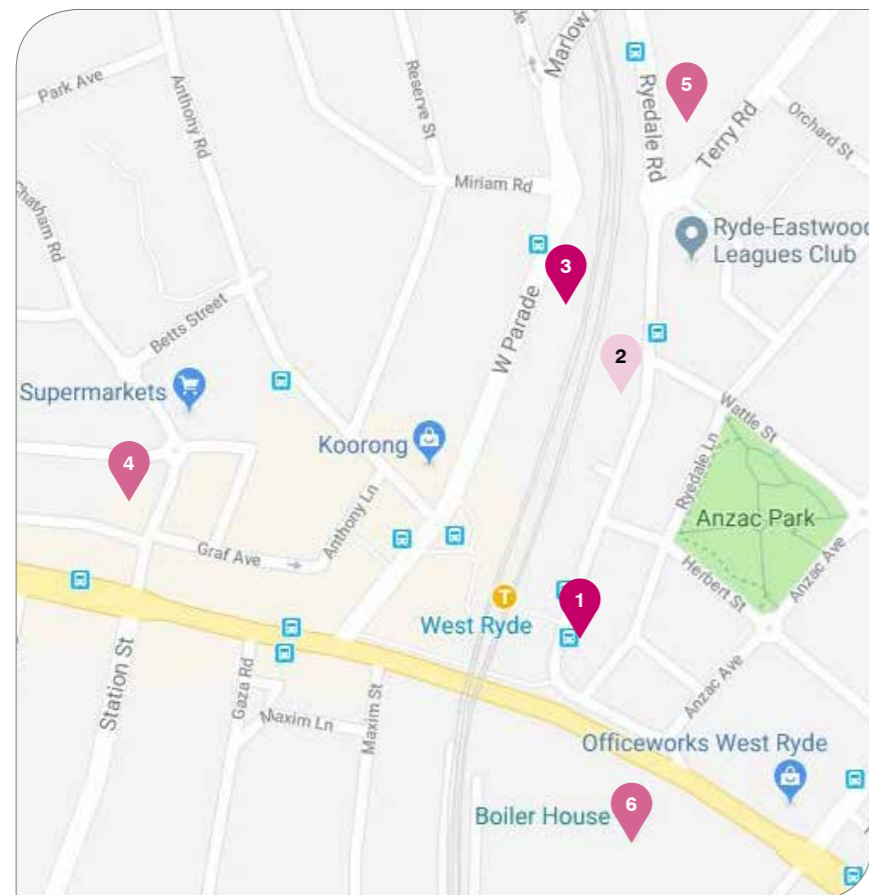 Marlow
5
Park Ave
Anthony Rd
Reserve St
Ryedale Rd
Terry Rd
Orchard St
Miriam Rd
Chatham Rd
Ryde-Eastwood
Leagues Club
3
W Parade
Betts Street
2
Supermarkets
Wattle St
Koorong
4
Ryedale Ln
Anthony Ln
Anzac Park
Graf Ave
Herbert St
Anzac Ave
T
1
West Ryde
Station St
Gaza Rd
Maxim Ln
Maxim St
Anzac Ave
Officeworks West Ryde
Boiler House
6